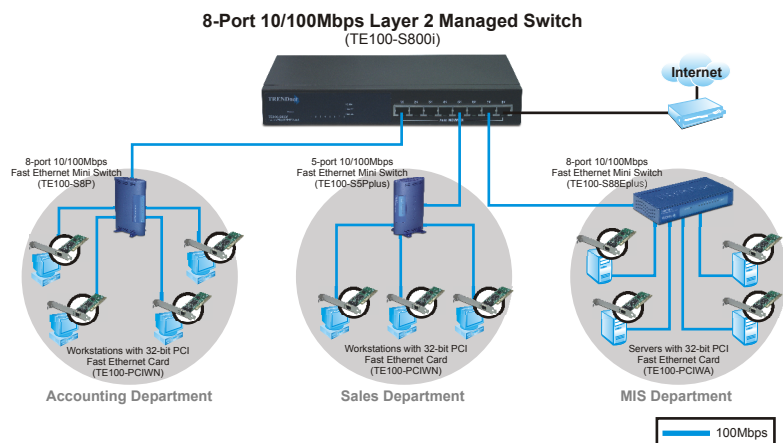 8-Port 10/100Mbps Layer 2 Managed Switch
(TE100-S800i)
TRENDnet
Internet
8-port 10/100Mbps
Fast Ethernet Mini Switch
(TE100-S8P)
5-port 10/100Mbps
Fast Ethernet Mini Switch
(TE100-S5Pplus)
8-port 10/100Mbps
Fast Ethernet Mini Switch
(TE100-S88Eplus)
Workstations with 32-bit PCI
Fast Ethernet Card
(TE100-PCIWN)
Workstations with 32-bit PCI
Fast Ethernet Card
(TE100-PCIWN)
Servers with 32-bit PCI
Fast Ethernet Card
(TE100-PCIWA)
Accounting Department
Sales Department
MIS Department
100Mbps